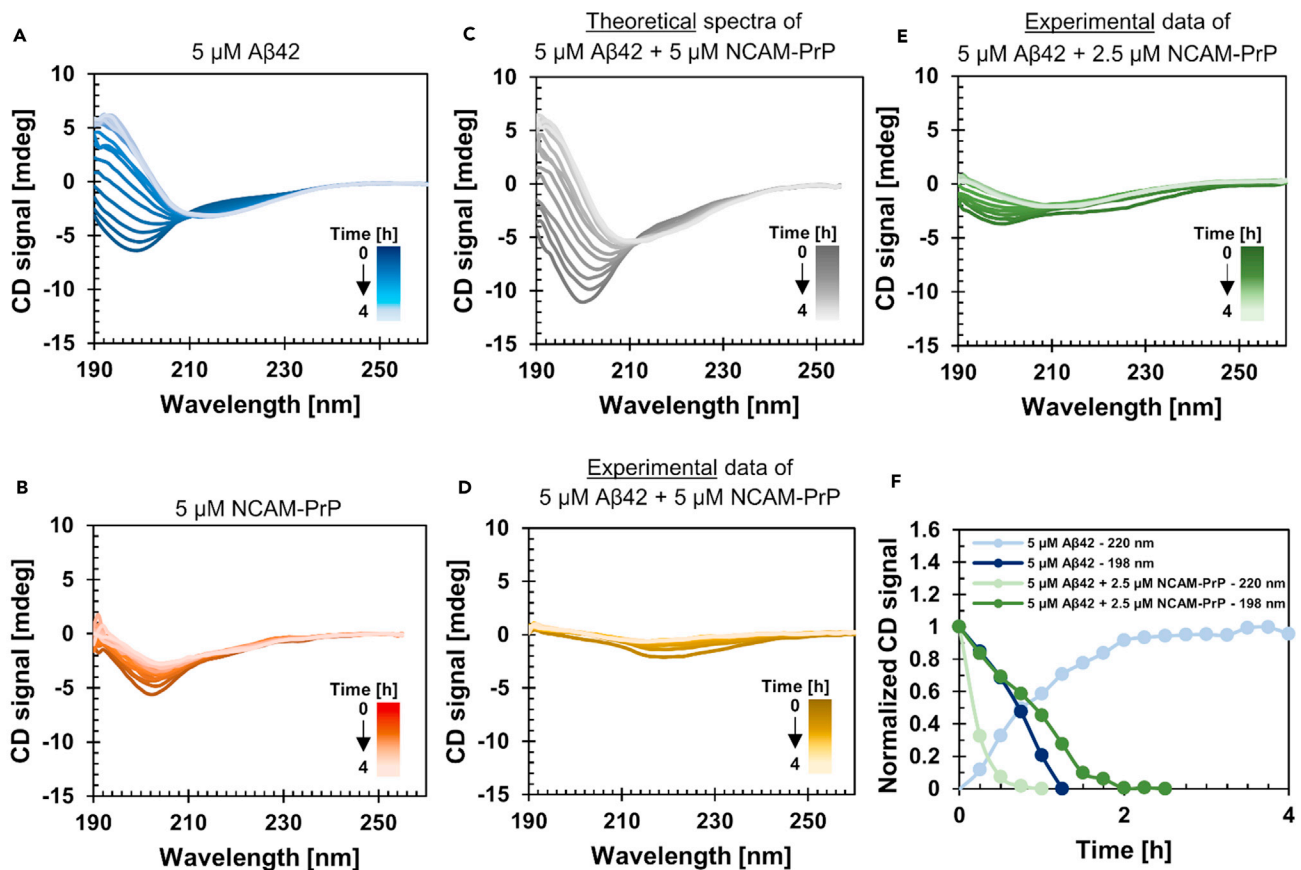 A
5 µM Aβ42
10
5
0
-5
-10
-15
CD signal [mdeg]
Time [h]
0
4
190
210
230
250
Wavelength [nm]
C
Theoretical spectra of
5 µM Aβ42 + 5 µM NCAM-PrP
10
5
0
-5
-10
-15
CD signal [mdeg]
Time [h]
0
4
190
210
230
250
Wavelength [nm]
E
Experimental data of
5 µM Aβ42 + 2.5 µM NCAM-PrP
10
5
0
-5
-10
-15
CD signal [mdeg]
Time [h]
0
4
190
210
230
250
Wavelength [nm]
B
5 µM NCAM-PrP
10
5
0
-5
-10
-15
CD signal [mdeg]
Time [h]
0
4
190
210
230
250
Wavelength [nm]
D
Experimental data of
5 µM Aβ42 + 5 µM NCAM-PrP
10
5
0
-5
-10
-15
CD signal [mdeg]
Time [h]
0
4
190
210
230
250
Wavelength [nm]
F
1.6
1.4
1.2
1
0.8
0.6
0.4
0.2
0
Normalized CD signal
5 µM Aβ42 - 220 nm
5 µM Aβ42 - 198 nm
5 µM Aβ42 + 2.5 µM NCAM-PrP - 220 nm
5 µM Aβ42 + 2.5 µM NCAM-PrP - 198 nm
0
2
4
Time [h]